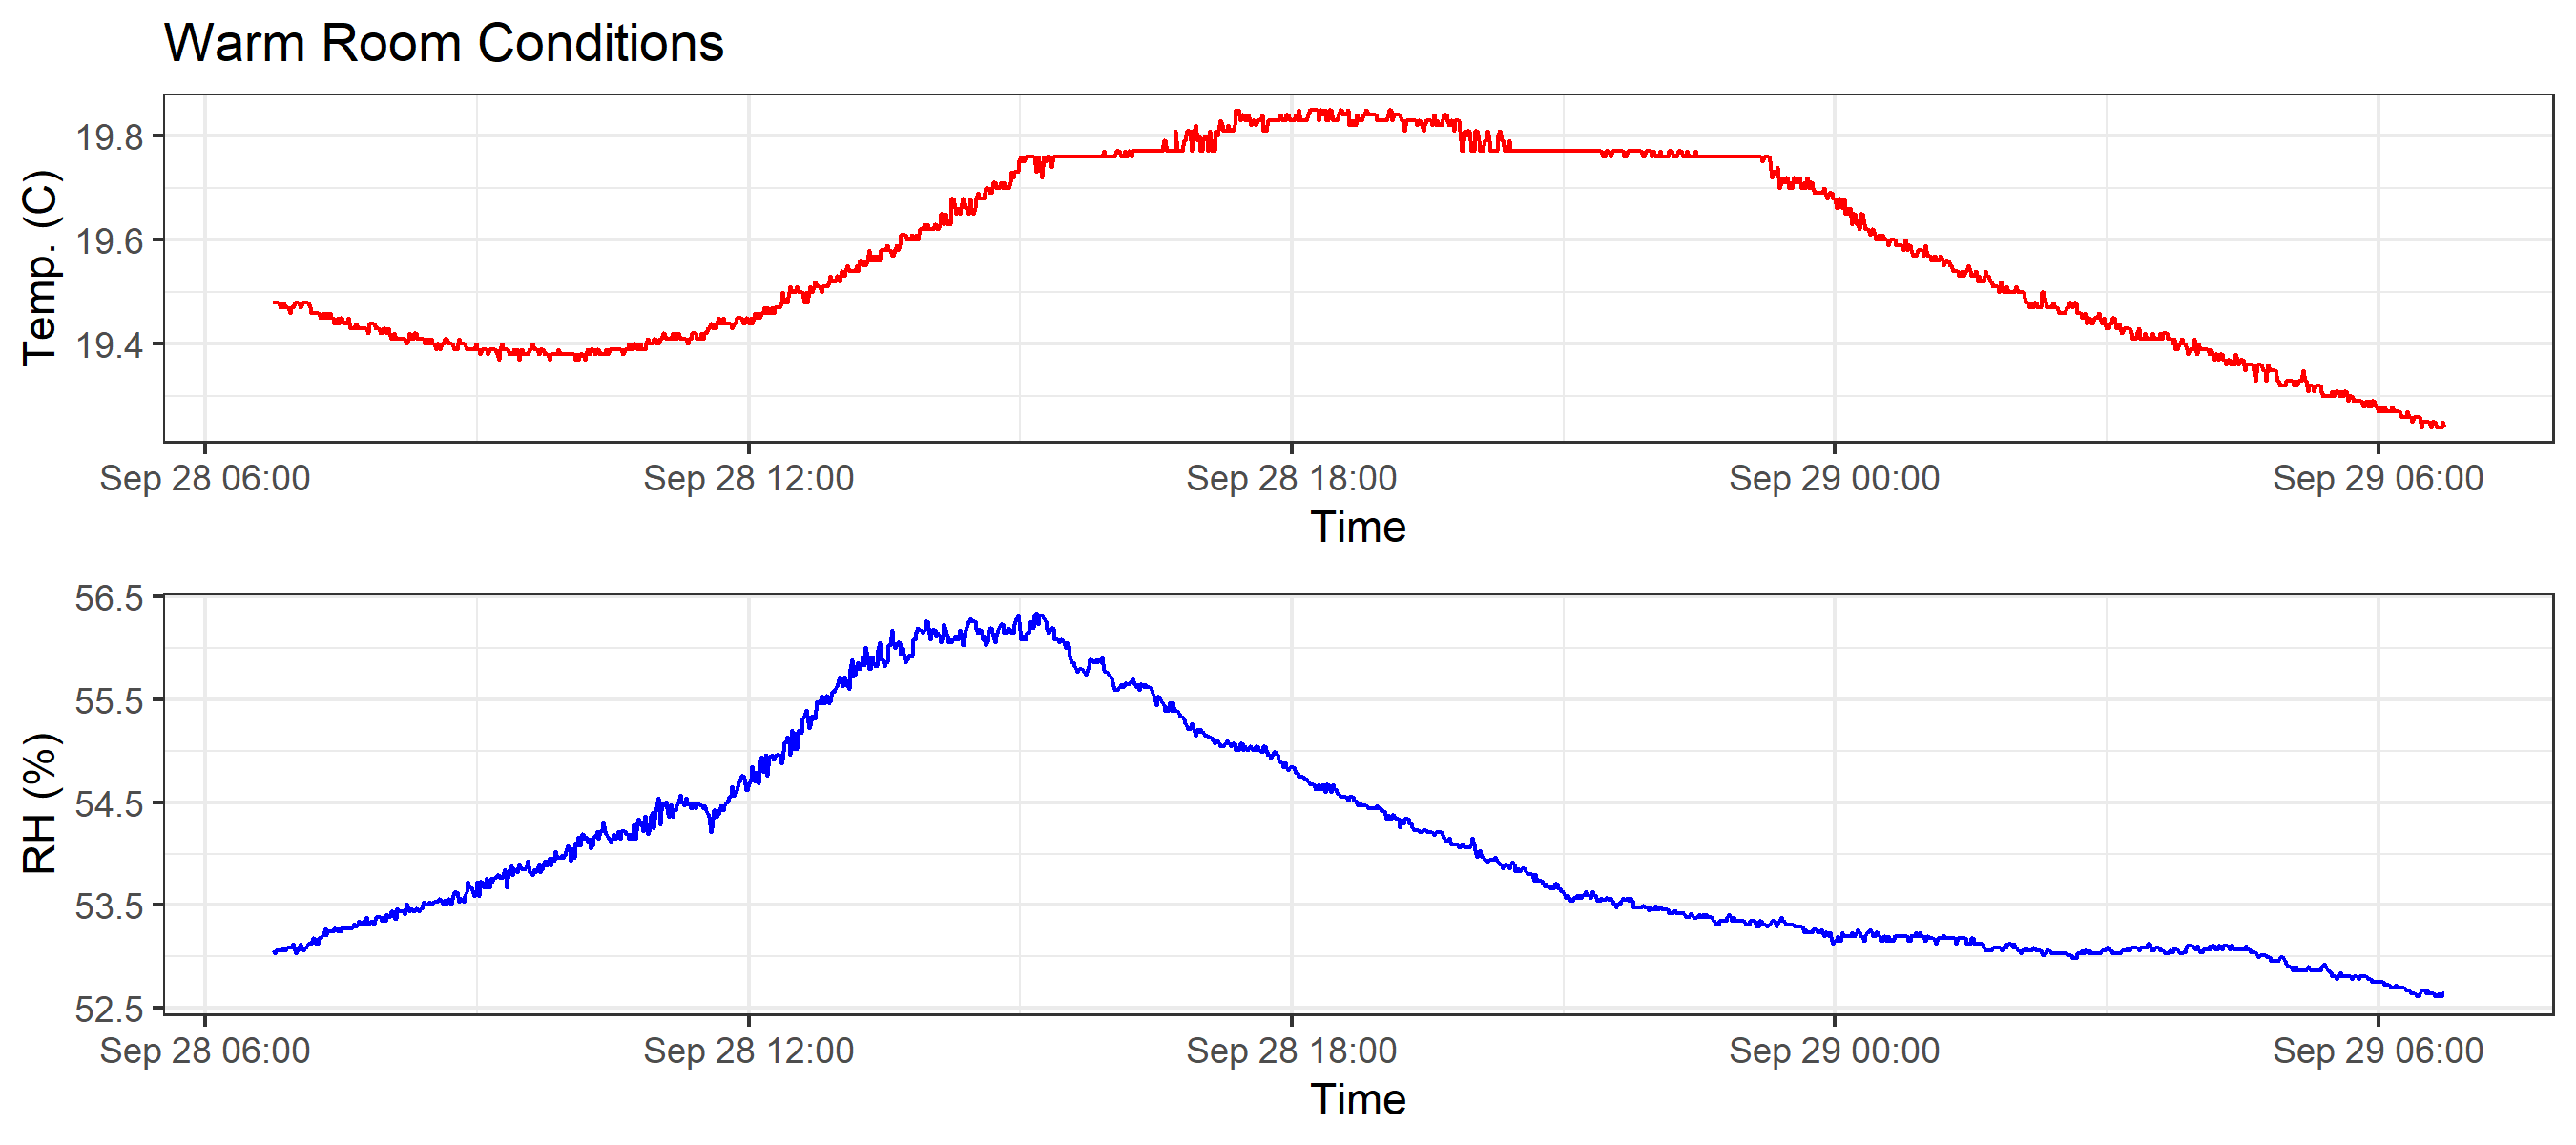 Warm Room Conditions
Temp. (C)
19.8
19.6
19.4
Sep 28 06:00 Sep 28 12:00 Sep 28 18:00 Sep 29 00:00 Sep 29 06:00
Time
RH (%)
56.5
55.5
54.5
53.5
52.5
Sep 28 06:00 Sep 28 12:00 Sep 28 18:00 Sep 29 00:00 Sep 29 06:00
Time